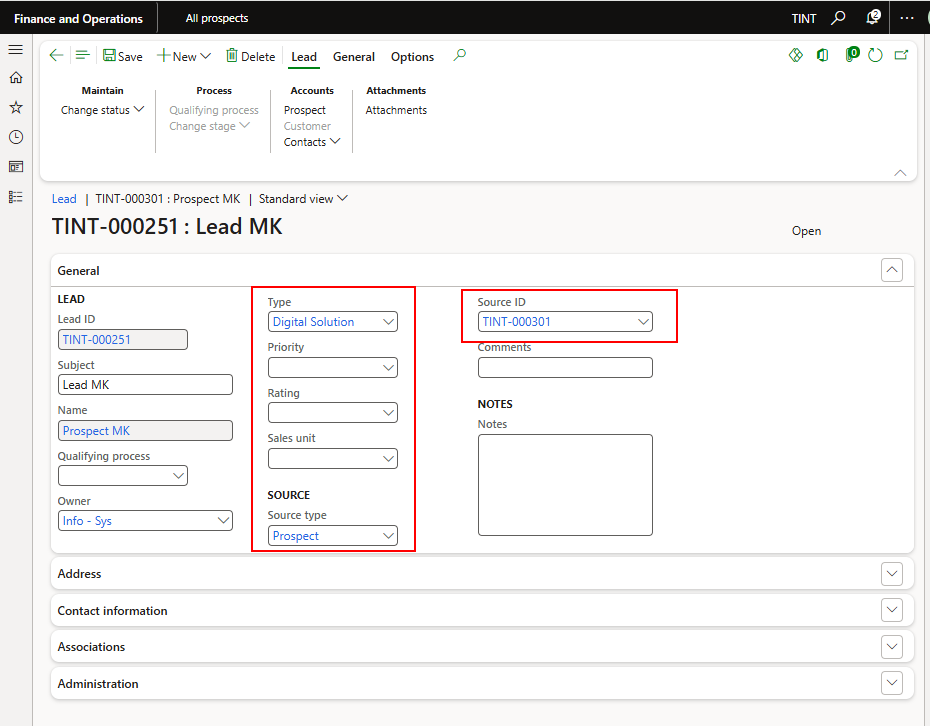 Finance and Operations
All prospects
TINT
2
Save
New
Delete
Lead
General
Options
0
Maintain
Change status
Process
Qualifying process
Change stage
Accounts
Prospect
Customer
Contacts
Attachments
Attachments
Lead | TINT-000301 : Prospect MK | Standard view
TINT-000251 : Lead MK
Open
General
LEAD
Lead ID
TINT-000251
Subject
Lead MK
Name
Prospect MK
Qualifying process
Owner
Info - Sys
Type
Digital Solution
Priority
Rating
Sales unit
SOURCE
Source type
Prospect
Source ID
TINT-000301
Comments
NOTES
Notes
Address
Contact information
Associations
Administration